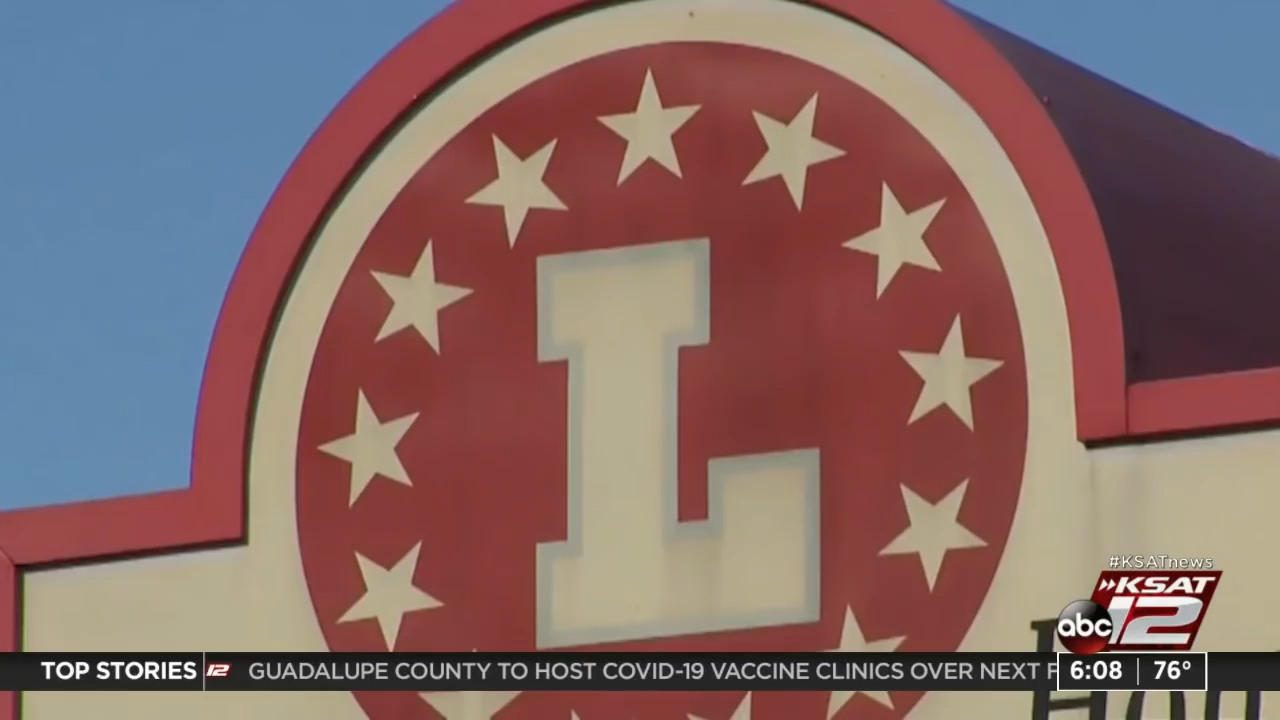 L
#KSATnews
KSAT
abc 12
TOP STORIES 12 GUADALUPE COUNTY TO HOST COVID-19 VACCINE CLINICS OVER NEXT 6:08 76°